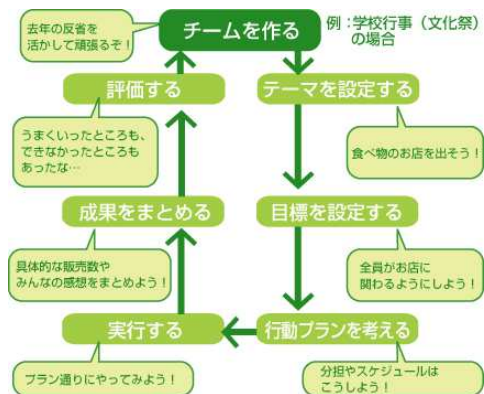 チームを作る
去年の反省を
活かして頑張るぞ！
例：学校行事（文化祭）
の場合
テーマを設定する
食べ物のお店を出そう！
目標を設定する
全員がお店に
関わるようにしよう！
行動プランを考える
分担やスケジュールは
こうしよう！
実行する
プラン通りにやってみよう！
成果をまとめる
具体的な販売数や
みんなの感想をまとめよう！
評価する
うまくいったところも、
できなかったところも
あったな…